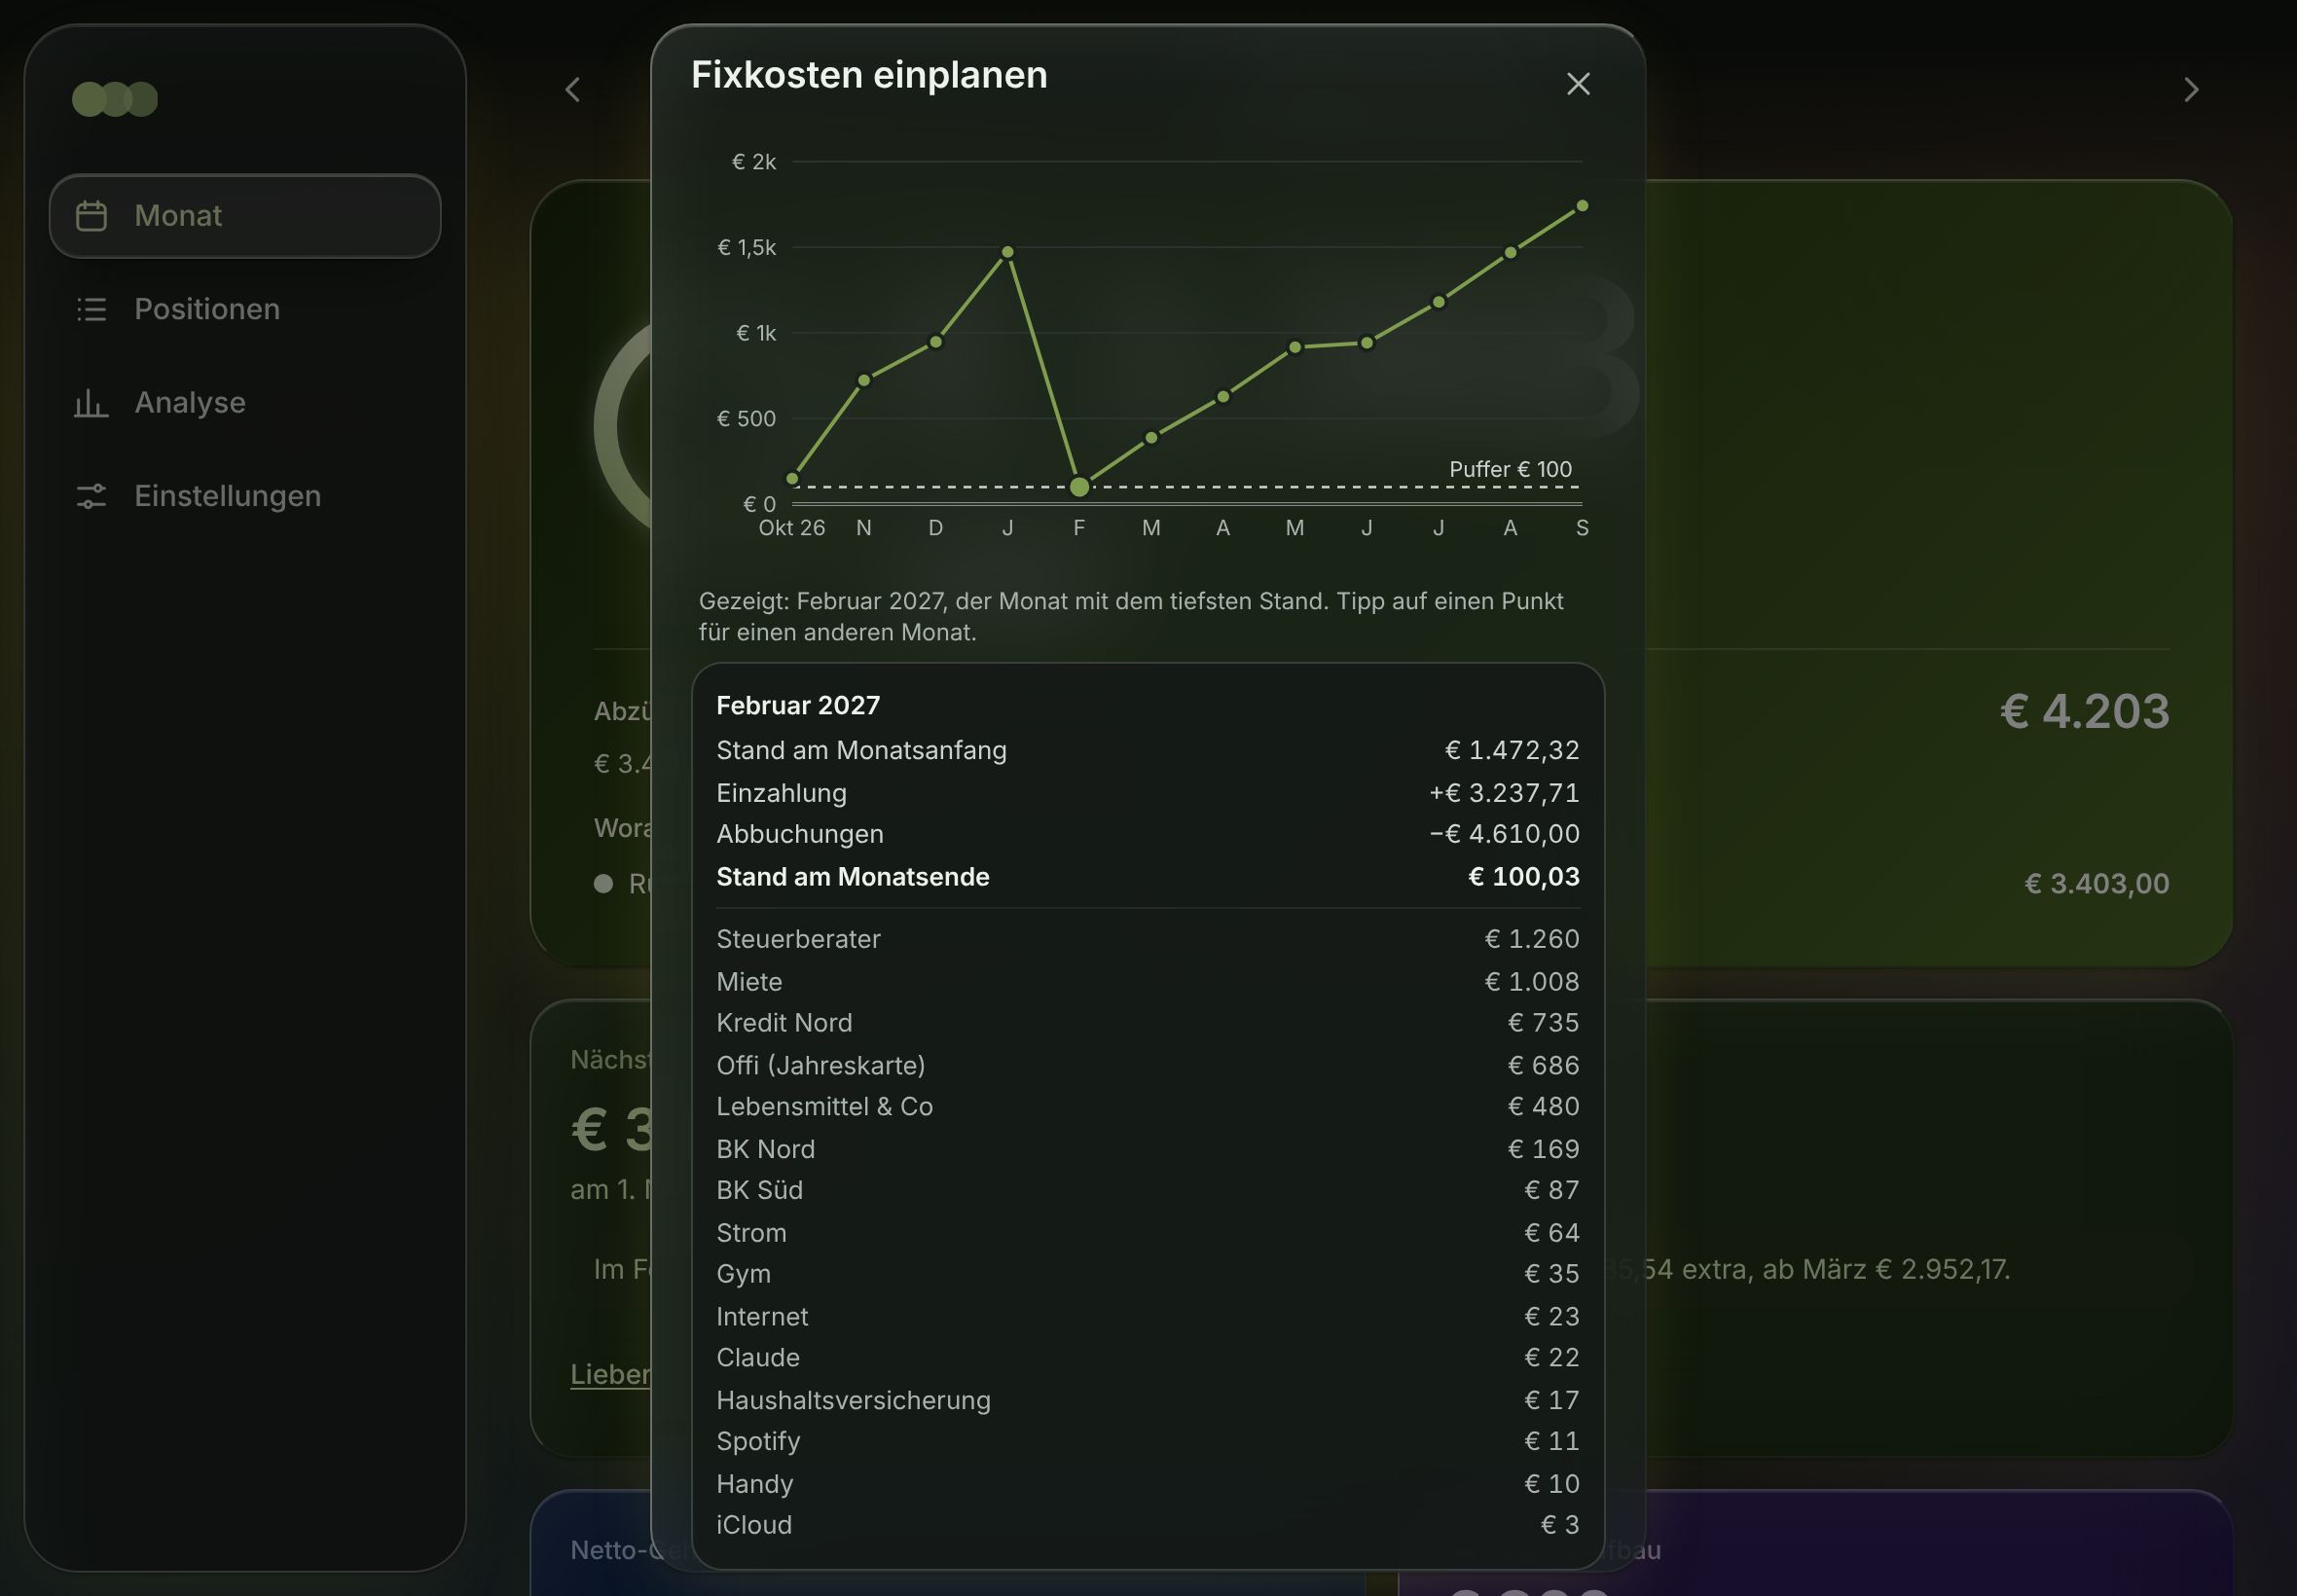 Fixkosten einplanen
Monat
Positionen
Analyse
Einstellungen
€ 2k
€ 1,5k
€ 1k
€ 500
€ 0
Puffer € 100
Okt 26 N D J F M A M J J A S
Gezeigt: Februar 2027, der Monat mit dem tiefsten Stand. Tipp auf einen Punkt
für einen anderen Monat.
Februar 2027
Stand am Monatsanfang € 1.472,32
Einzahlung +€ 3.237,71
Abbuchungen −€ 4.610,00
Stand am Monatsende € 100,03
Steuerberater € 1.260
Miete € 1.008
Kredit Nord € 735
Offi (Jahreskarte) € 686
Lebensmittel & Co € 480
BK Nord € 169
BK Süd € 87
Strom € 64
Gym € 35
Internet € 23
Claude € 22
Haushaltsversicherung € 17
Spotify € 11
Handy € 10
iCloud € 3
€ 4.203
€ 3.403,00
am 1.
Im
extra, ab März € 2.952,17.